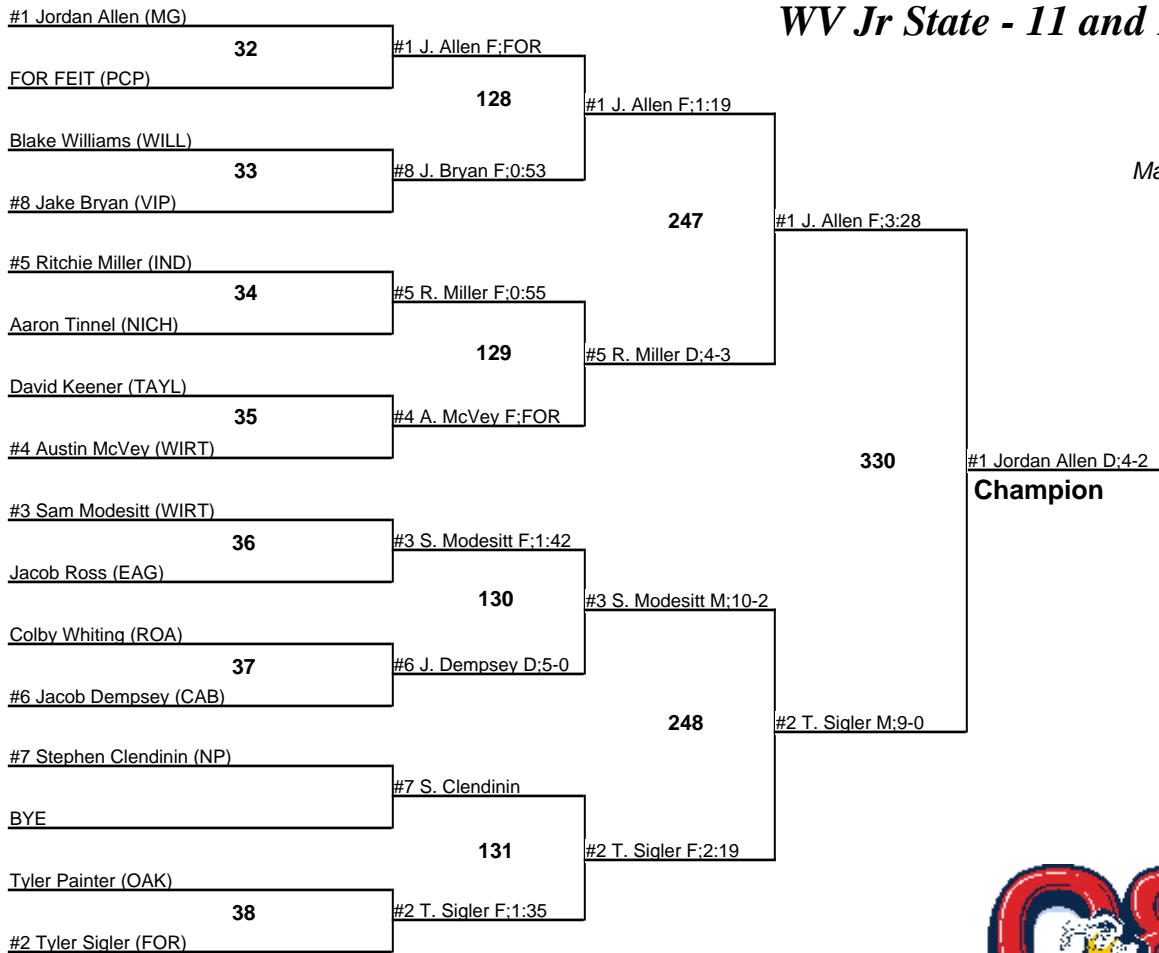 WV Jr State - 11 and
#1 Jordan Allen (MG)
32
FOR FEIT (PCP)
Blake Williams (WILL)
33
#8 Jake Bryan (VIP)
#5 Ritchie Miller (IND)
34
Aaron Tinnel (NICH)
David Keener (TAYL)
35
#4 Austin McVey (WIRT)
#3 Sam Modesitt (WIRT)
36
Jacob Ross (EAG)
Colby Whiting (ROA)
37
#6 Jacob Dempsey (CAB)
#7 Stephen Clendinin (NP)
BYE
Tyler Painter (OAK)
38
#2 Tyler Sigler (FOR)
#1 J. Allen F;FOR
128
#8 J. Bryan F;0:53
#5 R. Miller F;0:55
129
#4 A. McVey F;FOR
#3 S. Modesitt F;1:42
130
#6 J. Dempsey D;5-0
#7 S. Clendinin
131
#2 T. Sigler F;1:35
#1 J. Allen F;1:19
247
#5 R. Miller D;4-3
#3 S. Modesitt M;10-2
248
#2 T. Sigler F;2:19
#1 J. Allen F;3:28
330
#2 T. Sigler M;9-0
#1 Jordan Allen D;4-2
Champion
Ma